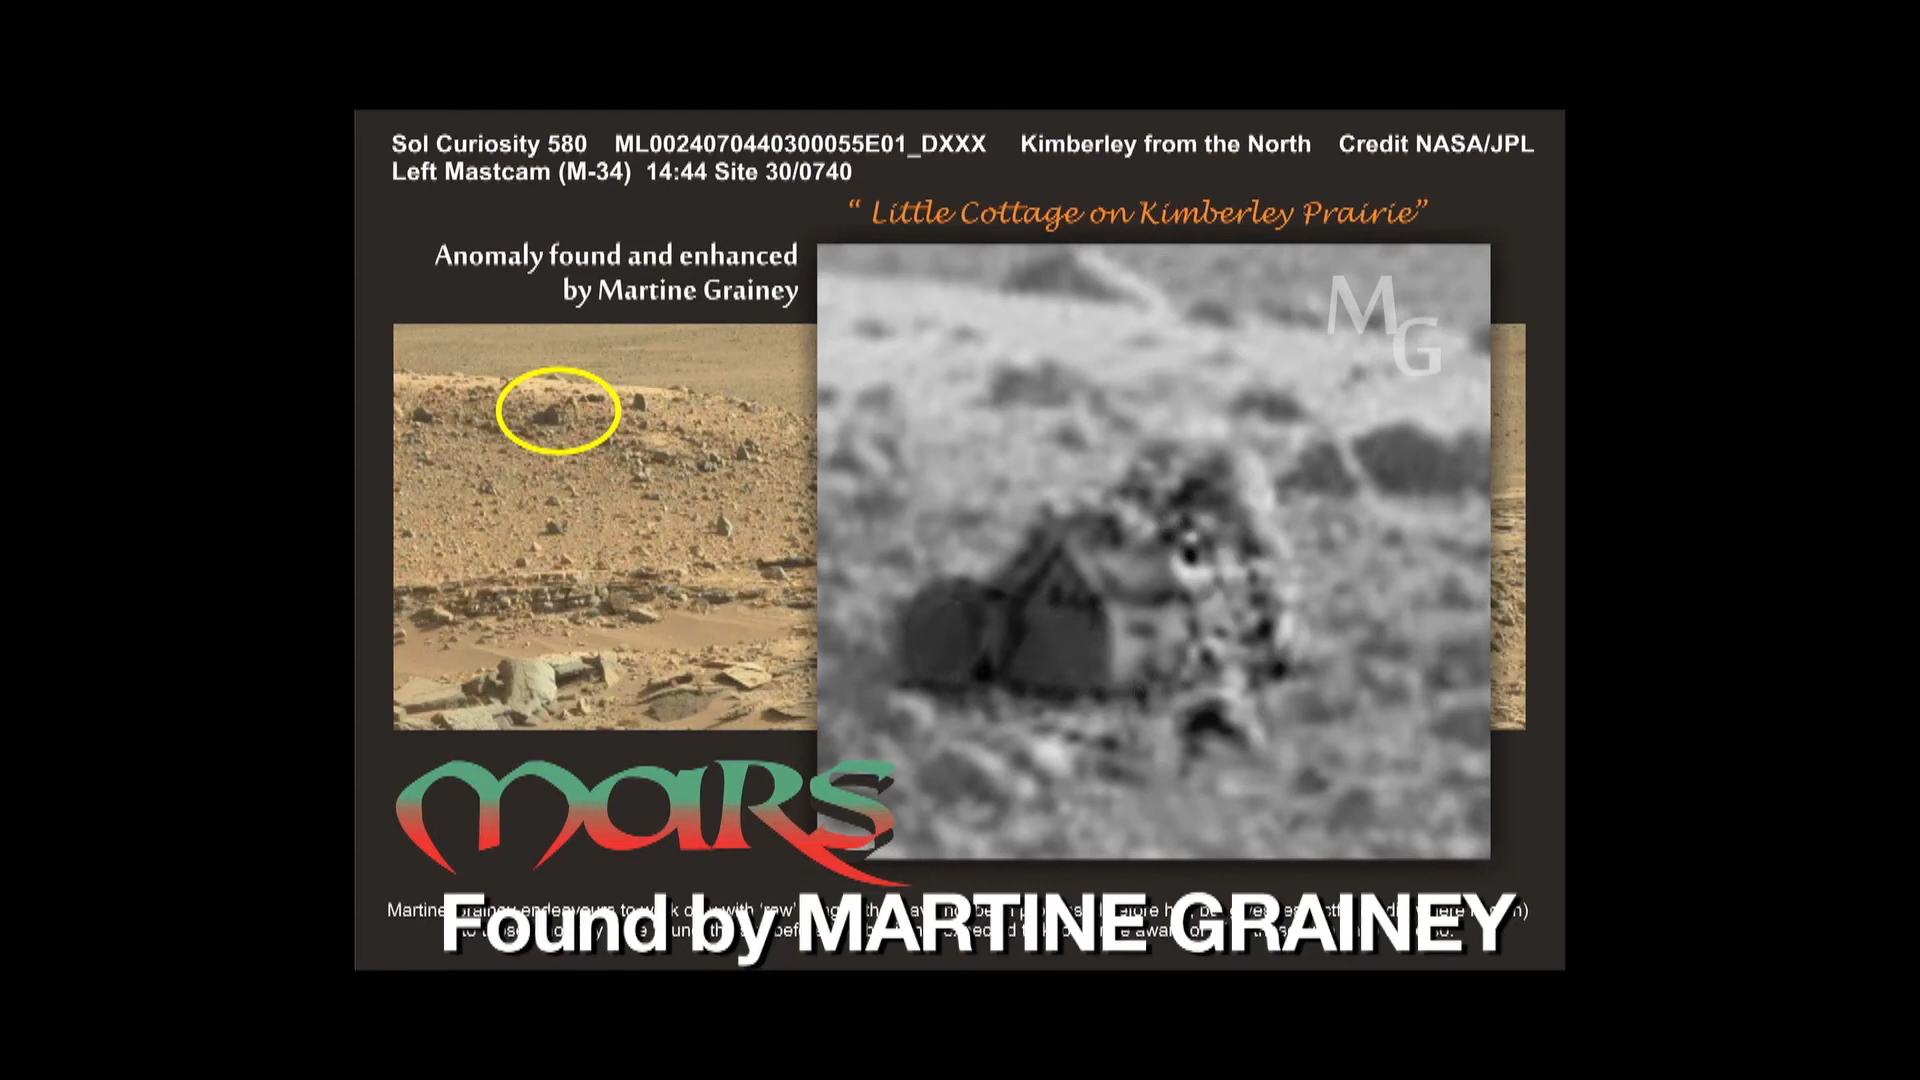 Sol Curiosity 580 ML0024070440300055E01_DXXX Kimberley from the North Credit NASA/JPL
Left Mastcam (M-34) 14:44 Site 30/0740
“ Little Cottage on Kimberley Prairie”
Anomaly found and enhanced
by Martine Grainey
MG
MARS
Found by MARTINE GRAINEY
Martine